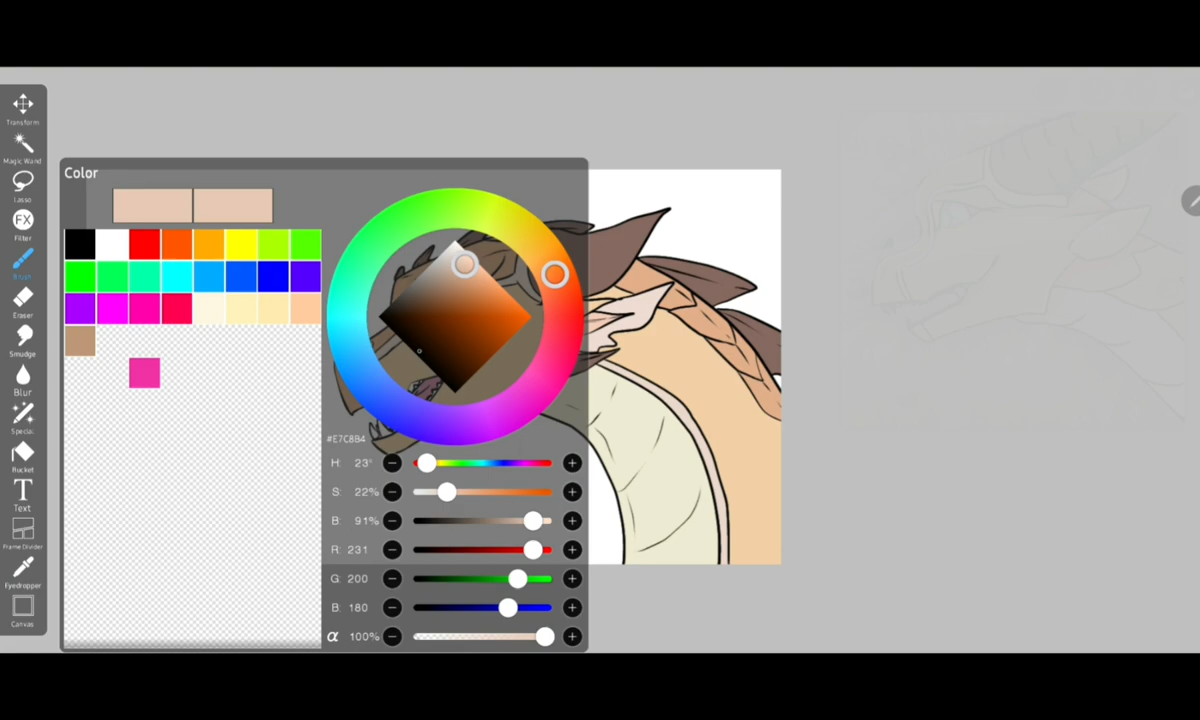 Color
Transform
Magic Wand
Lasso
FX
Filter
Brush
Eraser
Smudge
Blur
Special
Bucket
T
Text
Frame Divider
Eyedropper
Canvas
#E7C8B4
H: 23°
S: 22%
B: 91%
R: 231
G: 200
B: 180
α 100%